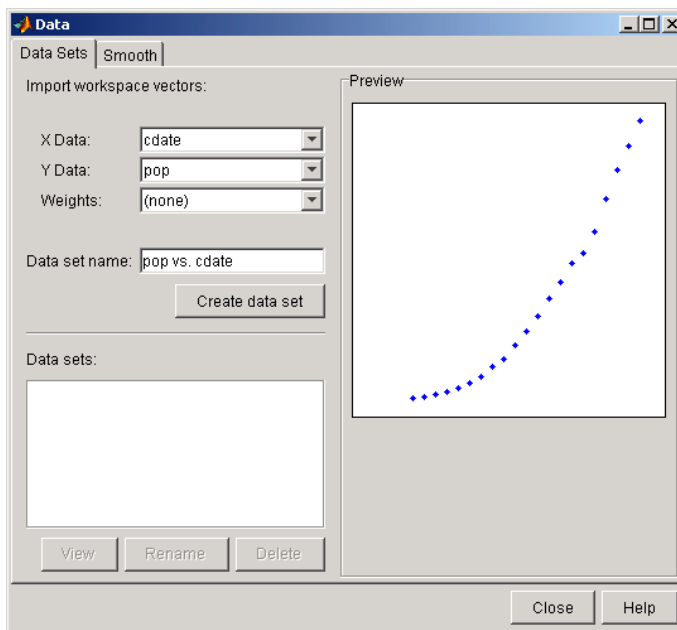 Data
Data Sets
Smooth
Import workspace vectors:
X Data: cdate
Y Data: pop
Weights: (none)
Data set name: pop vs. cdate
Create data set
Data sets:
View Rename Delete
Preview
Close Help